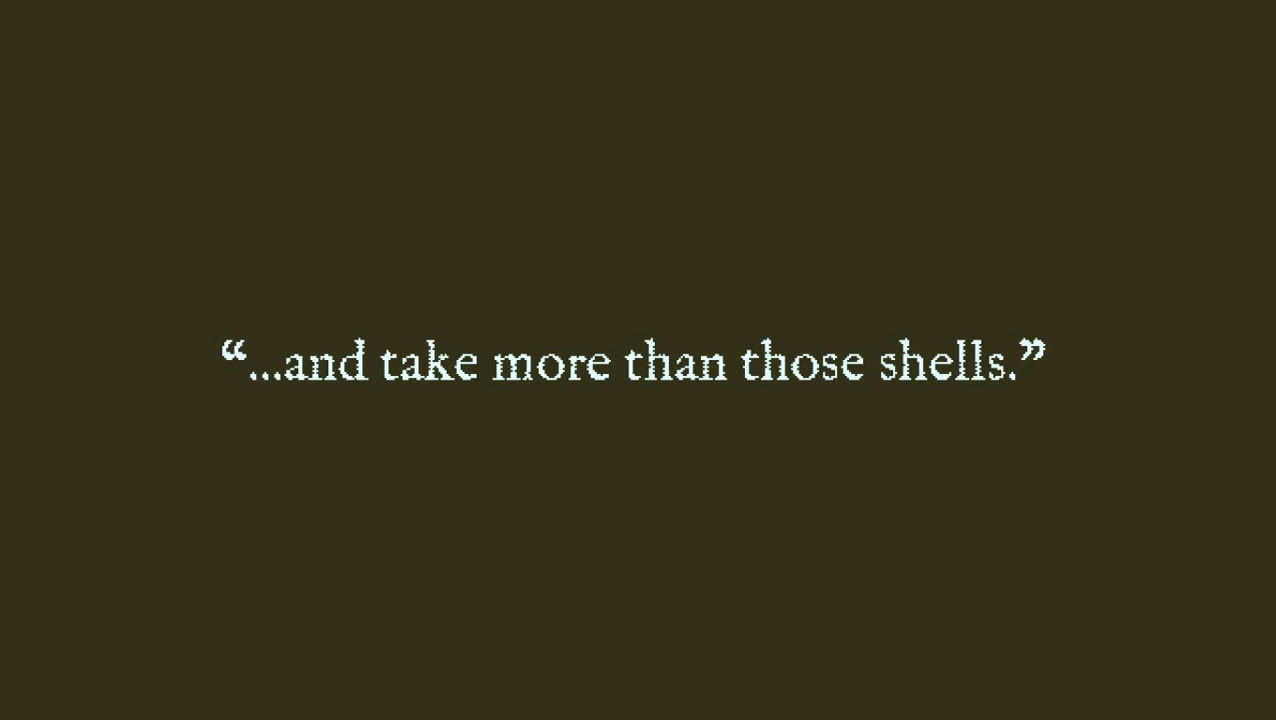 “...and take more than those shells.”